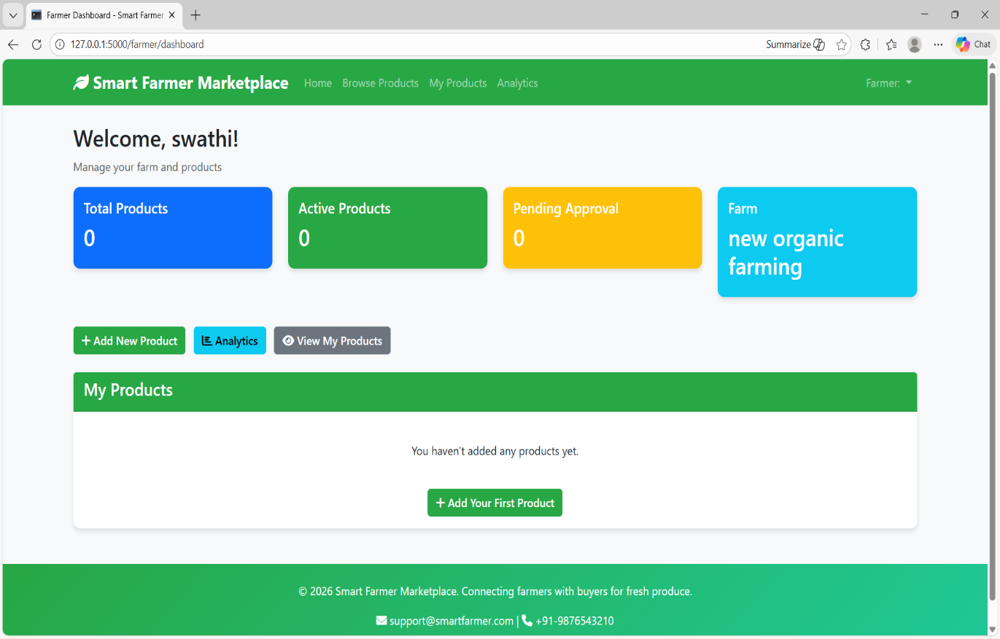 Farmer Dashboard - Smart Farmer
127.0.0.1:5000/farmer/dashboard
Summarize
Chat
Smart Farmer Marketplace
Home
Browse Products
My Products
Analytics
Farmer:
Welcome, swathi!
Manage your farm and products
Total Products
0
Active Products
0
Pending Approval
0
Farm
new organic
farming
Add New Product
Analytics
View My Products
My Products
You haven't added any products yet.
Add Your First Product
© 2026 Smart Farmer Marketplace. Connecting farmers with buyers for fresh produce.
support@smartfarmer.com | +91-9876543210